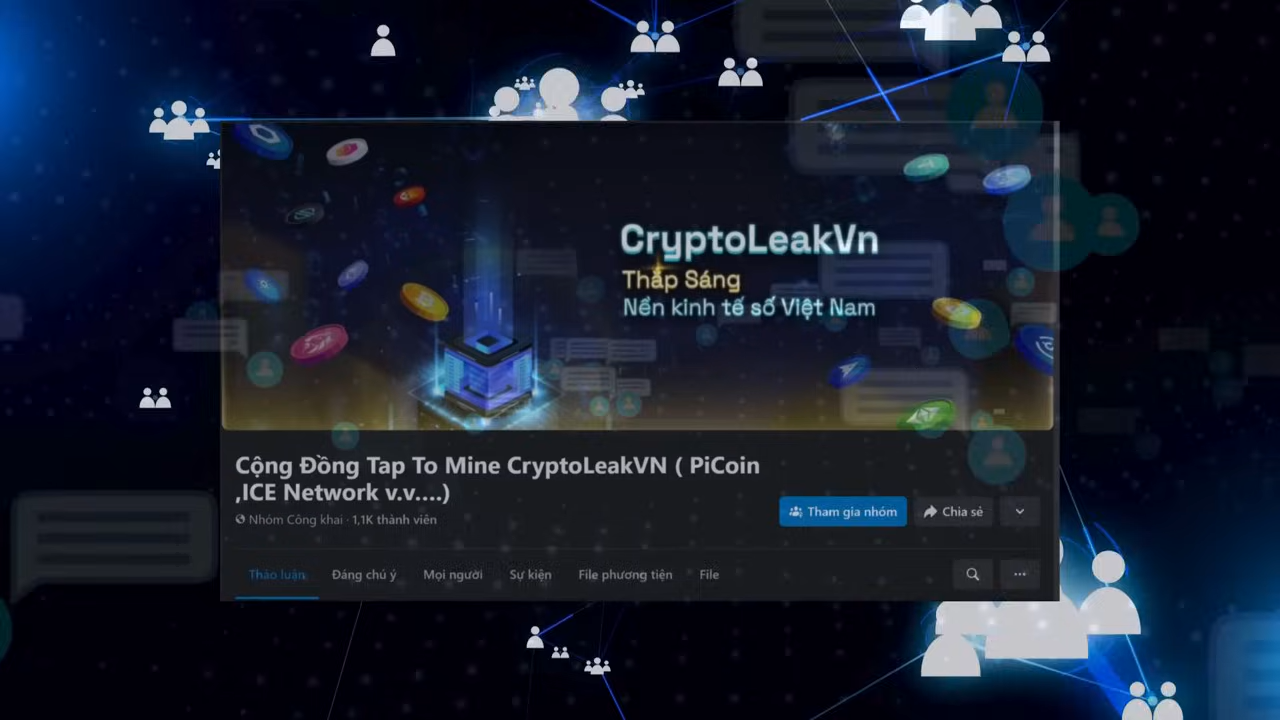 CryptoLeakVn
Thắp Sáng
Nền kinh tế số Việt Nam
Cộng Đồng Tap To Mine CryptoLeakVN ( PiCoin
,ICE Network v.v....)
Nhóm Công khai · 1,1K thành viên
Tham gia nhóm
Chia sẻ
Thảo luận
Đáng chú ý
Mọi người
Sự kiện
File phương tiện
File